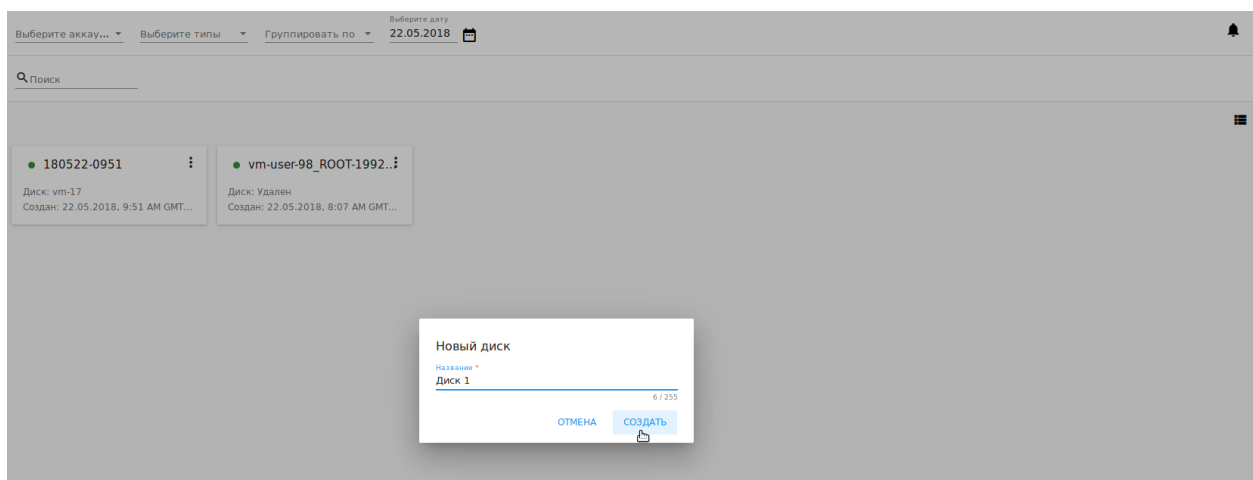 Выберите дату
Выберите аккау... Выберите типы Группировать по 22.05.2018
Поиск
180522-0951
Диск: vm-17
Создан: 22.05.2018, 9:51 AM GMT...
vm-user-98_ROOT-1992...
Диск: Удален
Создан: 22.05.2018, 8:07 AM GMT...
Новый диск
Название *
Диск 1
6 / 255
ОТМЕНА СОЗДАТЬ